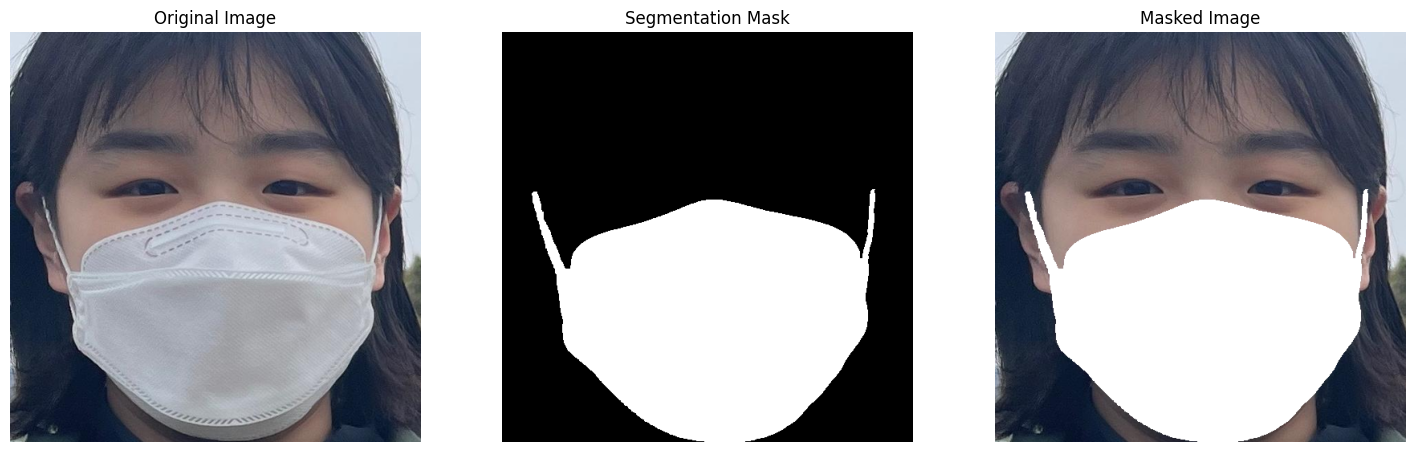 Original Image
Segmentation Mask
Masked Image